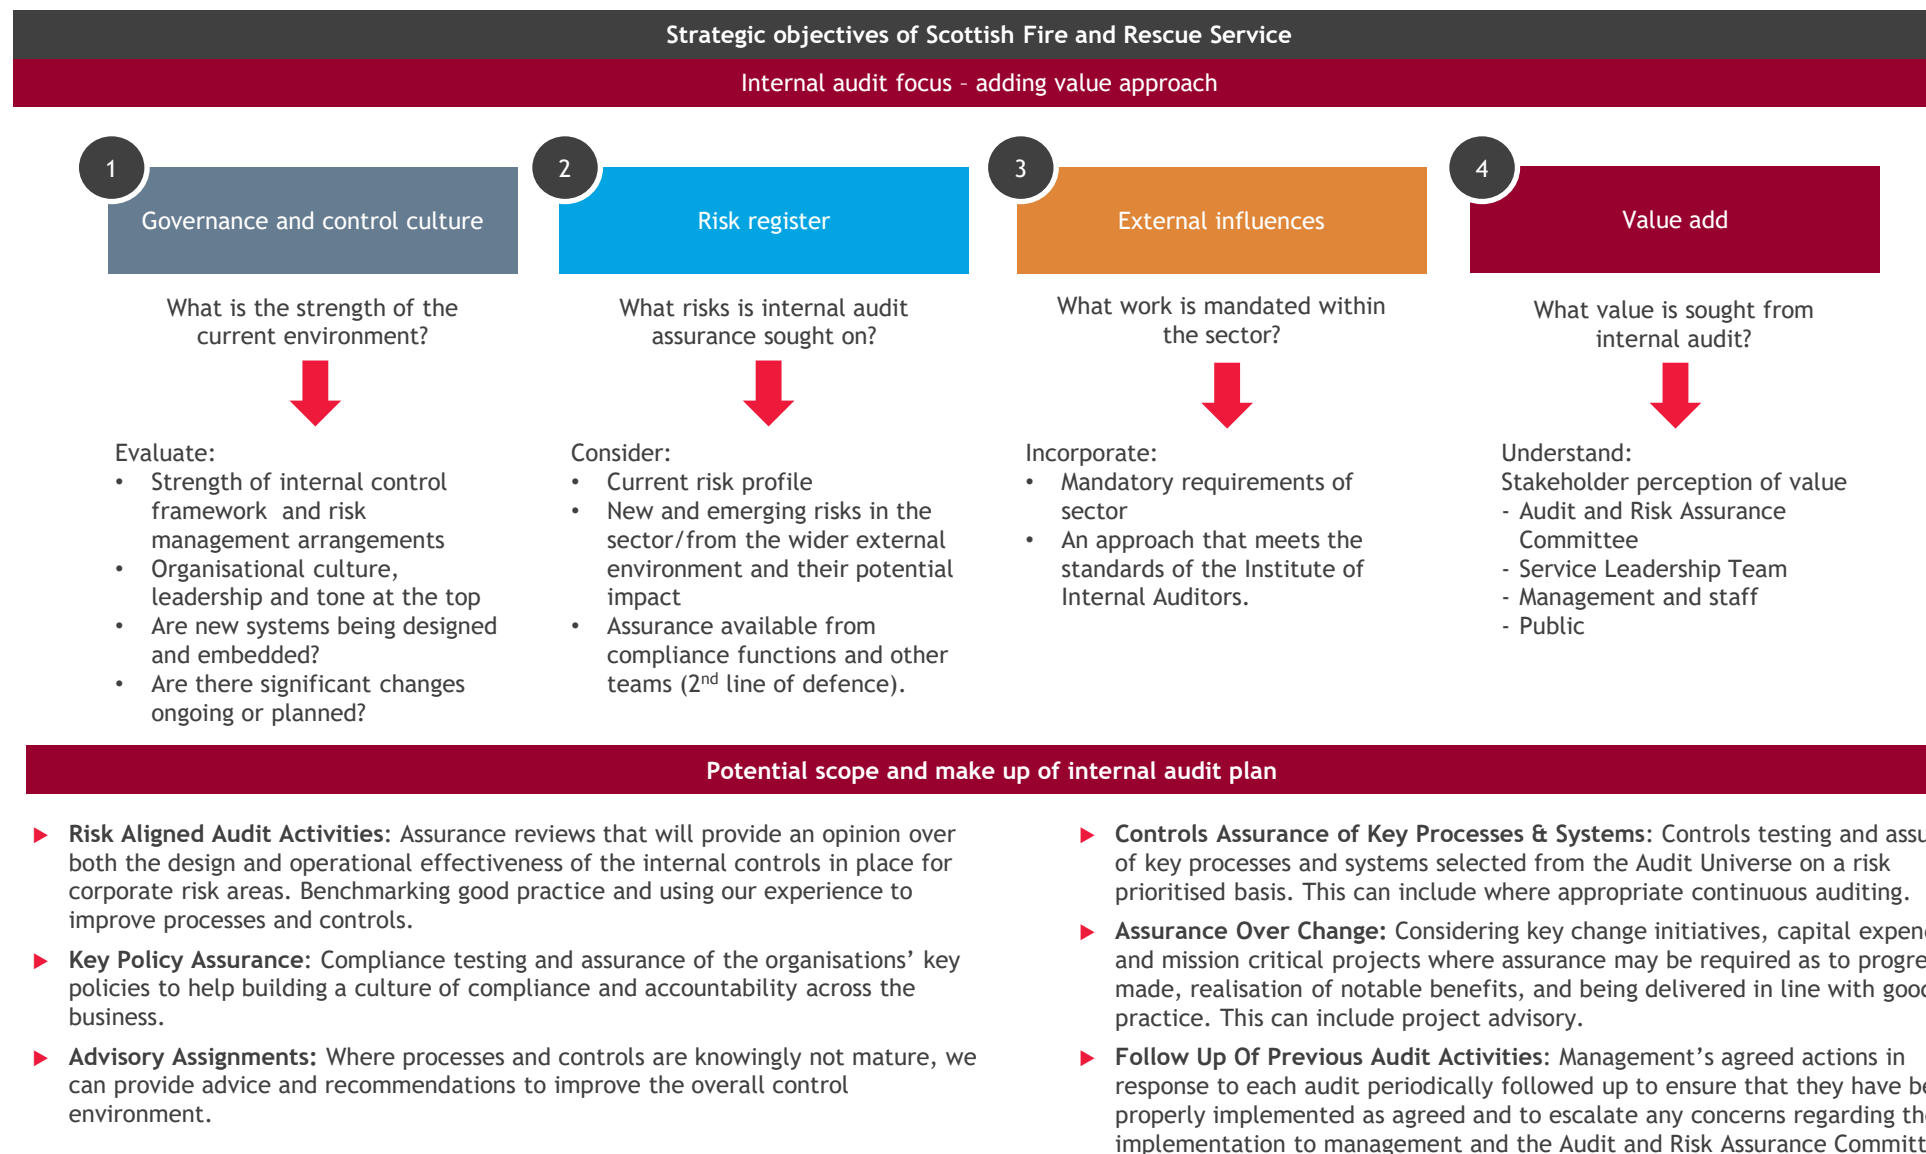 Strategic objectives of Scottish Fire and Rescue Service
Internal audit focus – adding value approach
1
Governance and control culture
What is the strength of the
current environment?
Evaluate:
• Strength of internal control
framework and risk
management arrangements
• Organisational culture,
leadership and tone at the top
• Are new systems being designed
and embedded?
• Are there significant changes
ongoing or planned?
2
Risk register
What risks is internal audit
assurance sought on?
Consider:
• Current risk profile
• New and emerging risks in the
sector/from the wider external
environment and their potential
impact
• Assurance available from
compliance functions and other
teams (2nd line of defence).
3
External influences
What work is mandated within
the sector?
Incorporate:
• Mandatory requirements of
sector
• An approach that meets the
standards of the Institute of
Internal Auditors.
4
Value add
What value is sought from
internal audit?
Understand:
Stakeholder perception of value
- Audit and Risk Assurance
Committee
- Service Leadership Team
- Management and staff
- Public
Potential scope and make up of internal audit plan
Risk Aligned Audit Activities: Assurance reviews that will provide an opinion over
both the design and operational effectiveness of the internal controls in place for
corporate risk areas. Benchmarking good practice and using our experience to
improve processes and controls.
Key Policy Assurance: Compliance testing and assurance of the organisations’ key
policies to help building a culture of compliance and accountability across the
business.
Advisory Assignments: Where processes and controls are knowingly not mature, we
can provide advice and recommendations to improve the overall control
environment.
Controls Assurance of Key Processes & Systems: Controls testing and
of key processes and systems selected from the Audit Universe on a risk
prioritised basis. This can include where appropriate continuous auditing.
Assurance Over Change: Considering key change initiatives, capital
and mission critical projects where assurance may be required as to
made, realisation of notable benefits, and being delivered in line with good
practice. This can include project advisory.
Follow Up Of Previous Audit Activities: Management’s agreed actions in
response to each audit periodically followed up to ensure that they have
properly implemented as agreed and to escalate any concerns regarding
implementation to management and the Audit and Risk Assurance